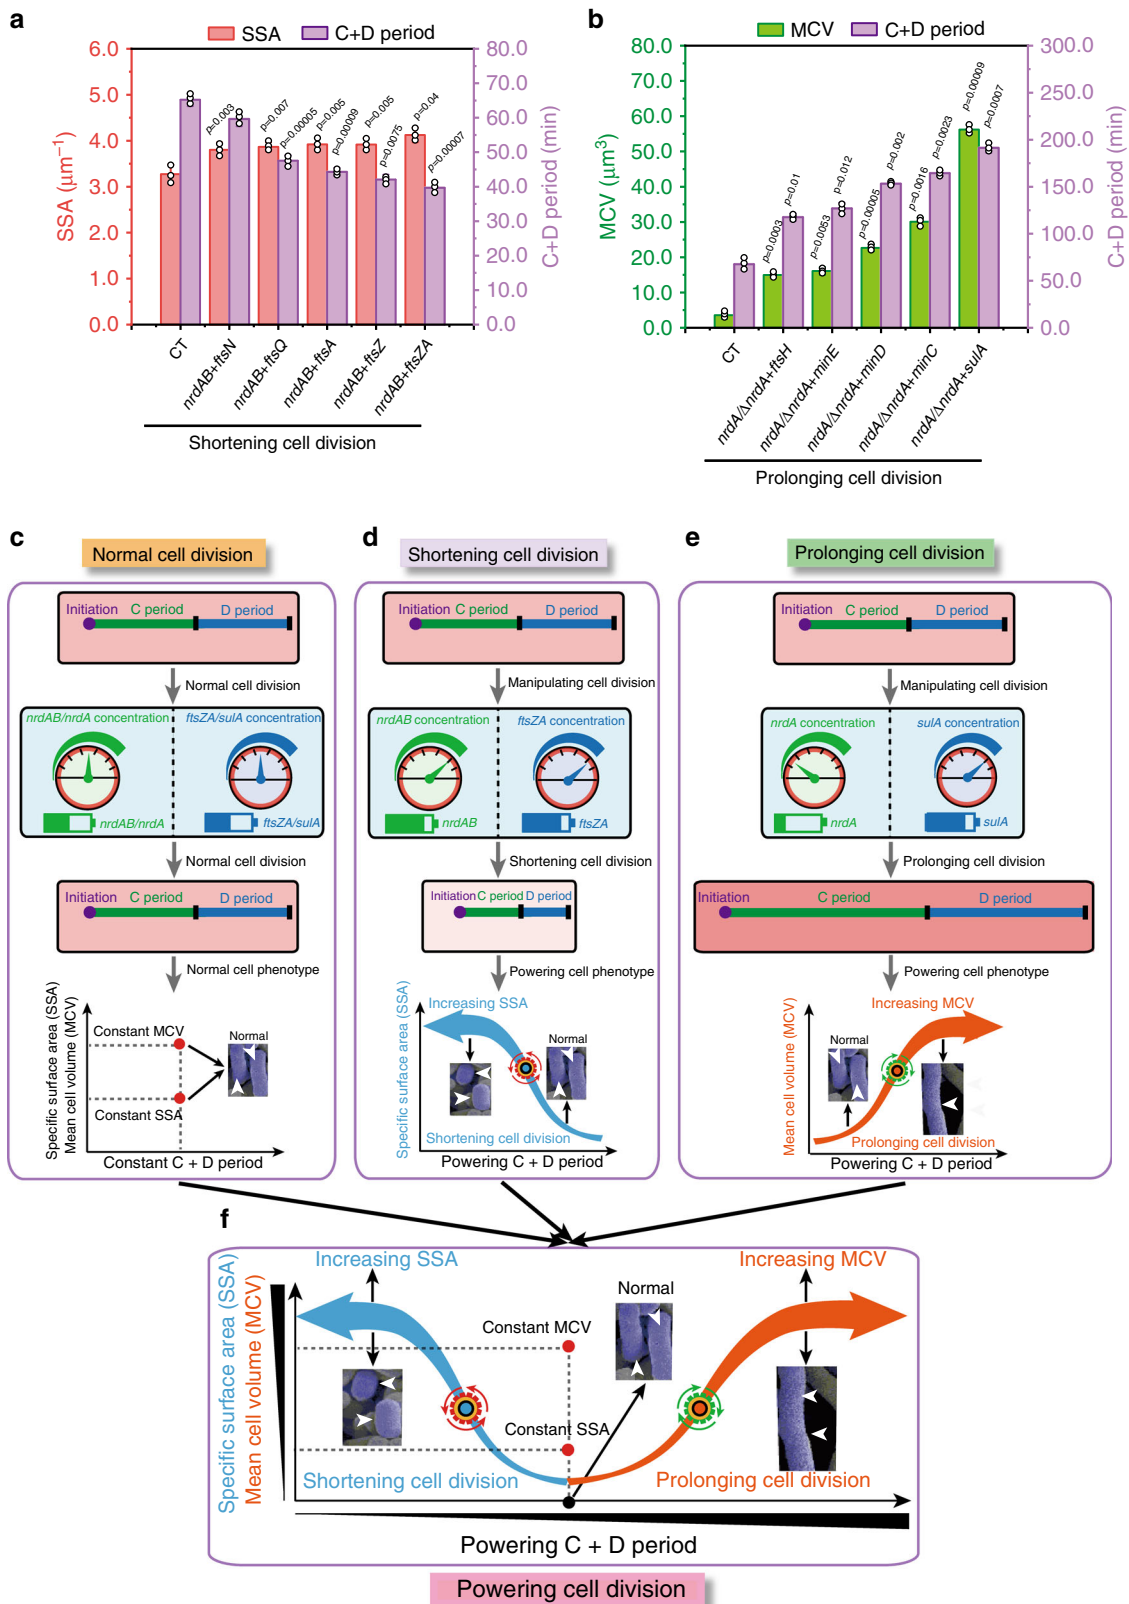 a
SSA
C+D period
6.0
5.0
4.0
3.0
2.0
1.0
0.0
SSA (μm⁻¹)
80.0
70.0
60.0
50.0
40.0
30.0
20.0
10.0
0.0
C+D period (min)
p=0.003
p=0.007
p=0.00005
p=0.005
p=0.00009
p=0.005
p=0.0075
p=0.04
p=0.00007
CT
nrdAB+ftsN
nrdAB+ftsQ
nrdAB+ftsA
nrdAB+ftsZ
nrdAB+ftsZA
Shortening cell division
b
MCV
C+D period
80.0
70.0
60.0
50.0
40.0
30.0
20.0
10.0
0.0
MCV (μm³)
300.0
250.0
200.0
150.0
100.0
50.0
0.0
C+D period (min)
p=0.0003
p=0.01
p=0.0053
p=0.012
p=0.00005
p=0.002
p=0.0016
p=0.0023
p=0.00009
p=0.0007
CT
nrdA/ΔnrdA+ftsH
nrdA/ΔnrdA+minE
nrdA/ΔnrdA+minD
nrdA/ΔnrdA+minC
nrdA/ΔnrdA+sulA
Prolonging cell division
c
Normal cell division
Initiation C period D period
Normal cell division
nrdAB/nrdA concentration
ftsZA/sulA concentration
nrdAB/nrdA
ftsZA/sulA
Normal cell division
Initiation C period D period
Normal cell phenotype
Specific surface area (SSA)
Mean cell volume (MCV)
Constant MCV
Normal
Constant SSA
Constant C + D period
d
Shortening cell division
Initiation C period D period
Manipulating cell division
nrdAB concentration
ftsZA concentration
nrdAB
ftsZA
Shortening cell division
Initiation C period D period
Powering cell phenotype
Specific surface area (SSA)
Increasing SSA
Normal
Shortening cell division
Powering C + D period
e
Prolonging cell division
Initiation C period D period
Manipulating cell division
nrdA concentration
sulA concentration
nrdA
sulA
Prolonging cell division
Initiation C period D period
Powering cell phenotype
Mean cell volume (MCV)
Increasing MCV
Normal
Prolonging cell division
Powering C + D period
f
Specific surface area (SSA)
Mean cell volume (MCV)
Increasing SSA
Increasing MCV
Normal
Constant MCV
Constant SSA
Shortening cell division
Prolonging cell division
Powering C + D period
Powering cell division